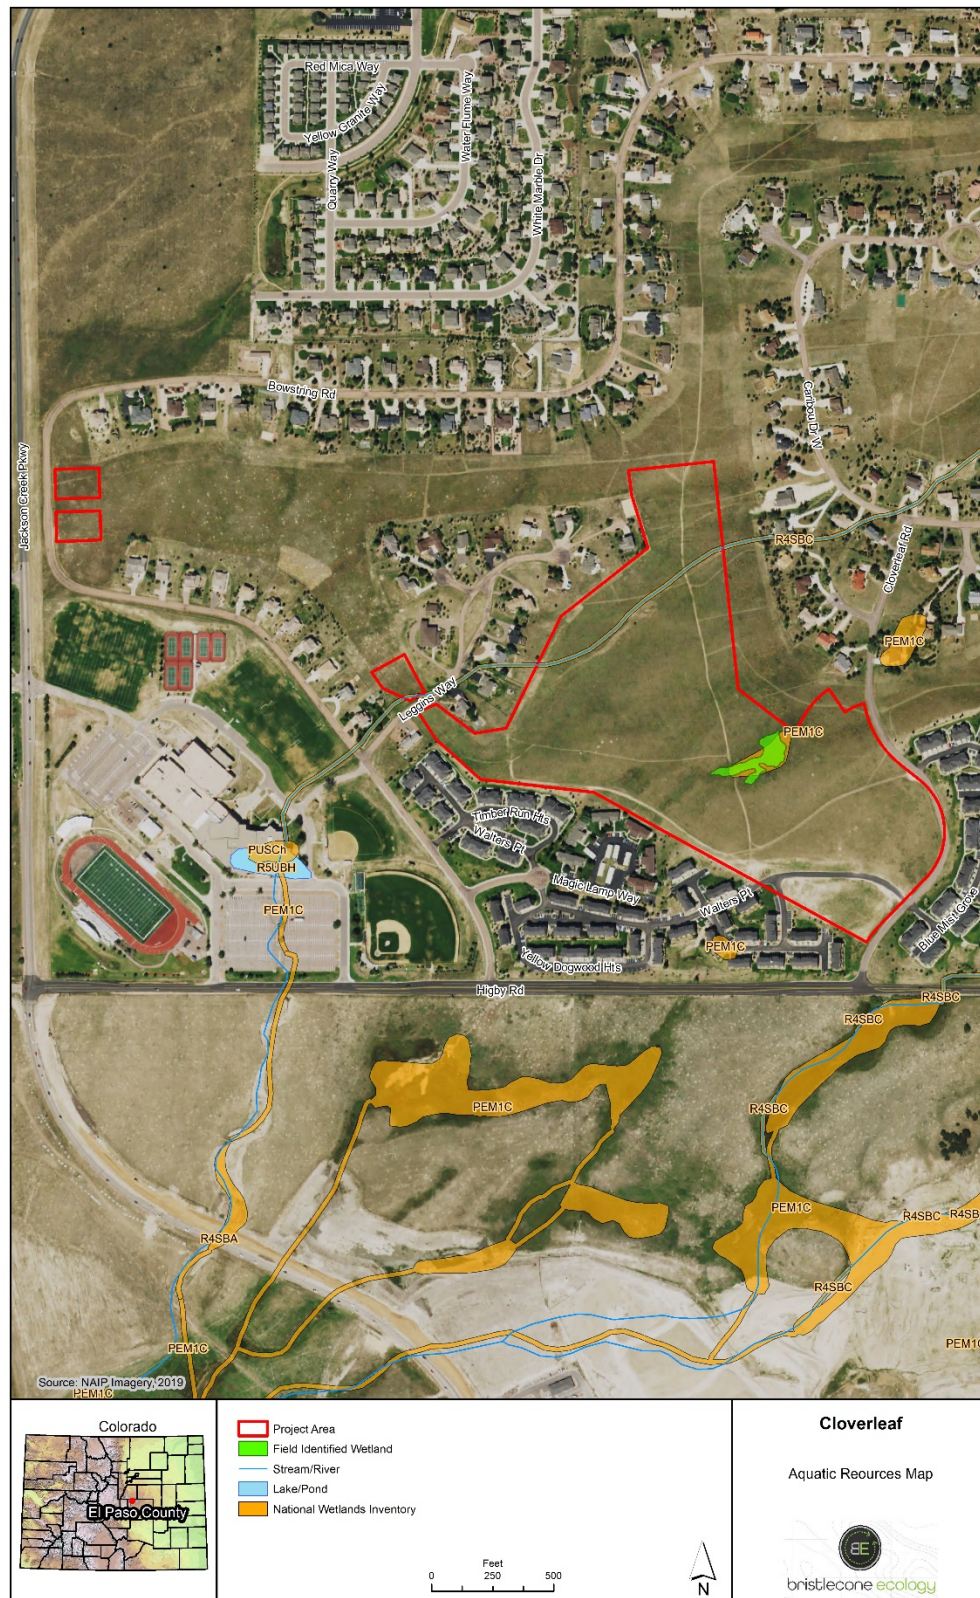 Red Mica Way
Yellow Granite Way
Water Flume Way
Quarry Way
White Marble Dr
Bowstring Rd
Caribou Dr W
Jackson Creek Pkwy
R4SBC
Cloverleaf Rd
PEM1C
Leggins Way
PEM1C
Timber Run Hts
Walters Pt
PUSCh
R5UBH
Magic Lamp Way
Walters Pt
PEM1C
Blue Mist Grove
PEM1C
Yellow Dogwood Hts
Higby Rd
R4SBC
R4SBC
PEM1C
R4SBC
PEM1C
R4SBC
R4SB
R4SBA
R4SBC
PEM1C
PEM1C
Source: NAIP Imagery, 2019
PEM1C
Colorado
El Paso County
Project Area
Field Identified Wetland
Stream/River
Lake/Pond
National Wetlands Inventory
Feet
0 250 500
N
Cloverleaf
Aquatic Reources Map
BE
bristlecone ecology